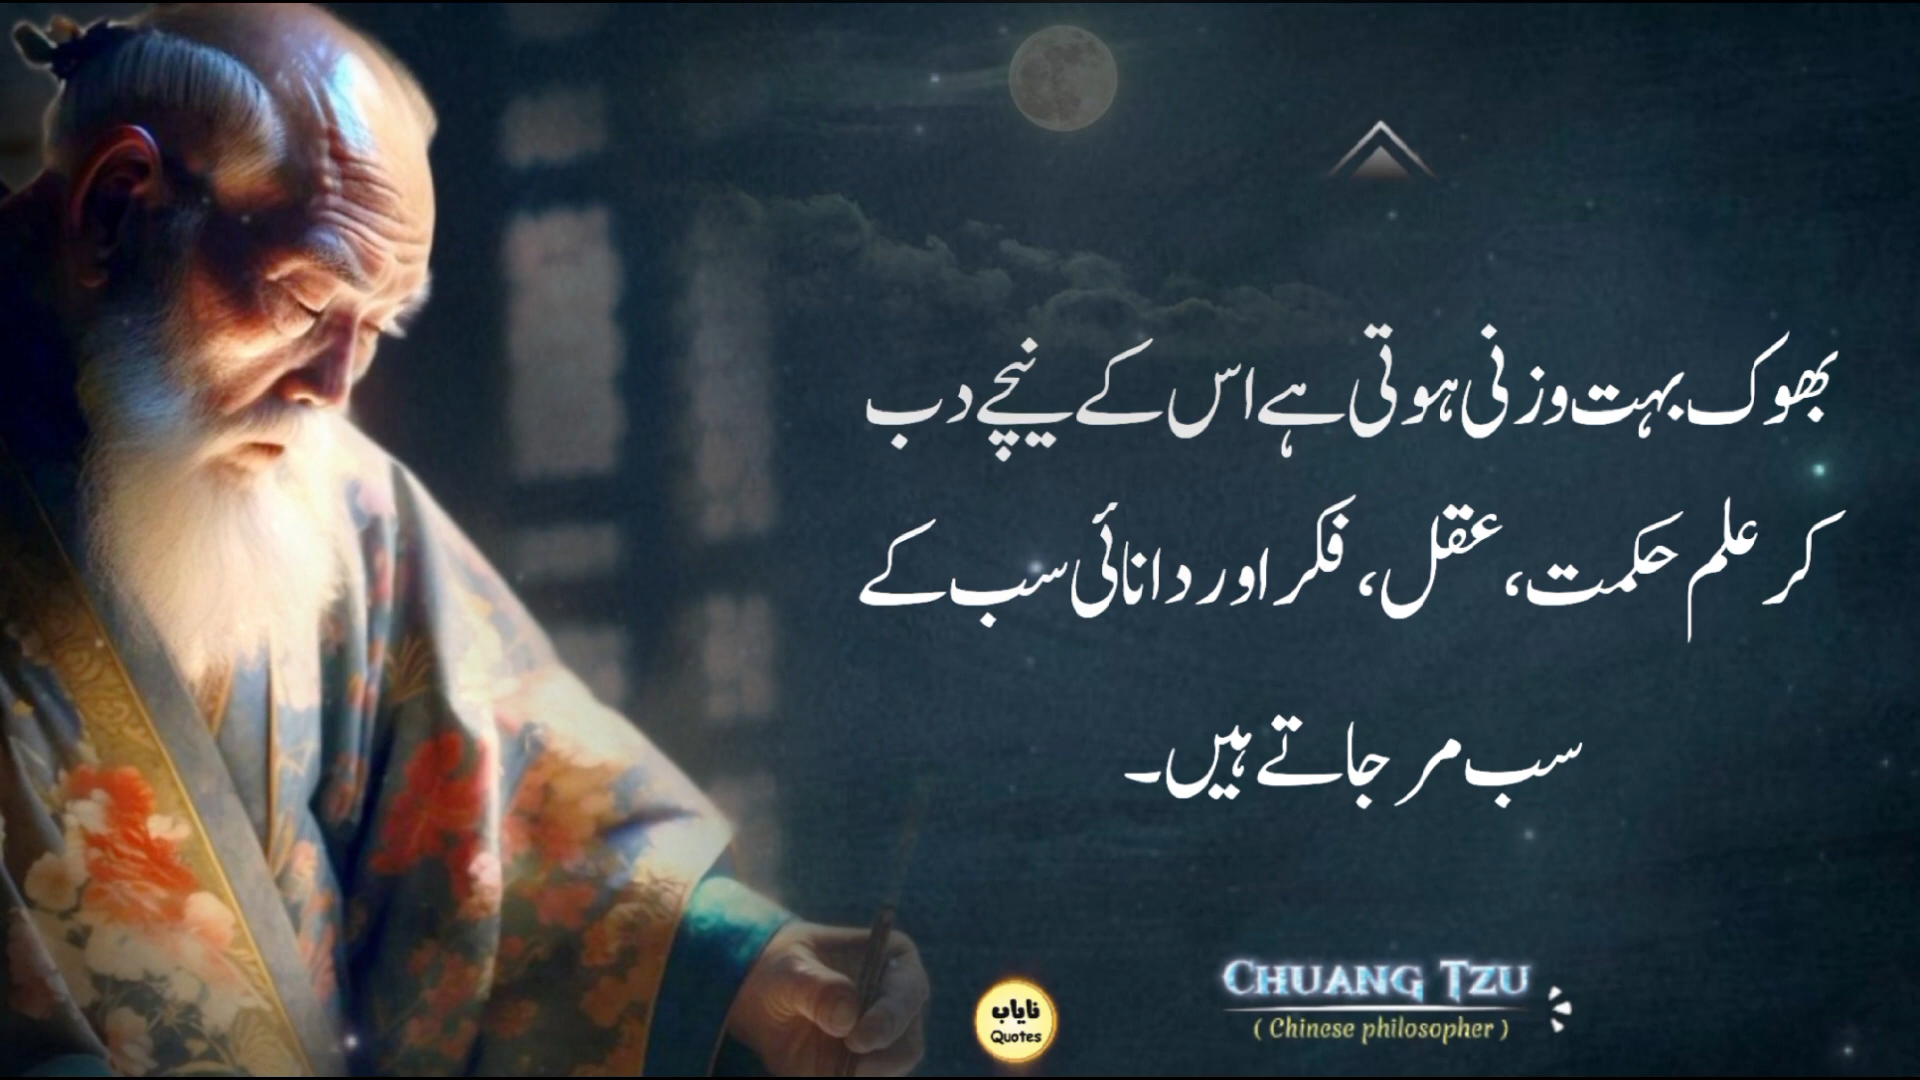 بھوک بہت وزنی ہوتی ہے اس کے نیچے دب
کر علم حکمت، عقل، فکر اور دانائی سب کے
سب مر جاتے ہیں۔
CHUANG TZU
( Chinese philosopher )
نایاب
Quotes